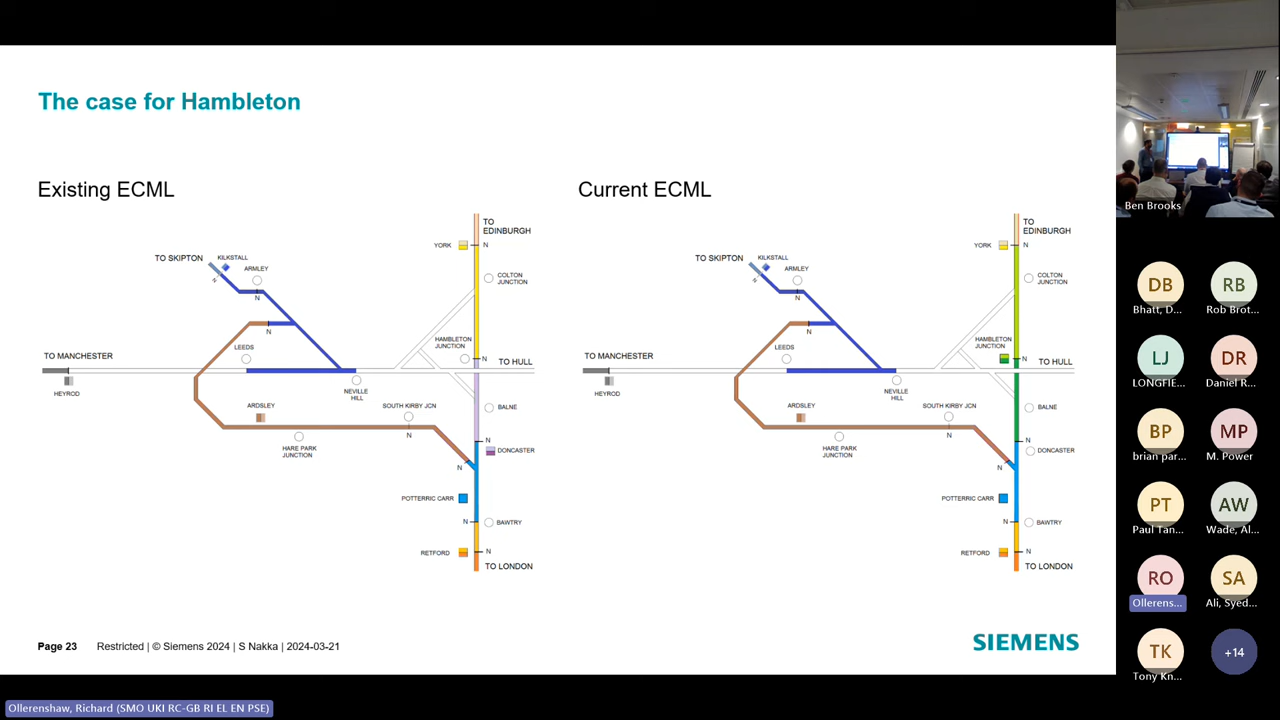 The case for Hambleton
Existing ECML
TO
EDINBURGH
YORK
N
COLTON
JUNCTION
TO SKIPTON
KILKSTALL
ARMLEY
N
N
N
LEEDS
HAMBLETON
JUNCTION
N
TO MANCHESTER
TO HULL
HEYROD
NEVILLE
HILL
ARDSLEY
SOUTH KIRBY JCN
BALNE
N
HARE PARK
JUNCTION
N
DONCASTER
N
POTTERRIC CARR
N
BAWTRY
RETFORD
N
TO LONDON
Current ECML
TO
EDINBURGH
YORK
N
COLTON
JUNCTION
TO SKIPTON
KILKSTALL
ARMLEY
N
N
N
LEEDS
HAMBLETON
JUNCTION
N
TO MANCHESTER
TO HULL
HEYROD
NEVILLE
HILL
ARDSLEY
SOUTH KIRBY JCN
BALNE
N
HARE PARK
JUNCTION
N
DONCASTER
N
POTTERRIC CARR
N
BAWTRY
RETFORD
N
TO LONDON
Page 23 Restricted | © Siemens 2024 | S Nakka | 2024-03-21
SIEMENS
Ben Brooks
DB
RB
Bhatt, D...
Rob Brot...
LJ
DR
LONGFIE...
Daniel R...
BP
MP
brian par...
M. Power
PT
AW
Paul Tan...
Wade, Al...
RO
SA
Ollerens...
Ali, Syed...
TK
+14
Tony Kn...
Ollerenshaw, Richard (SMO UKI RC-GB RI EL EN PSE)